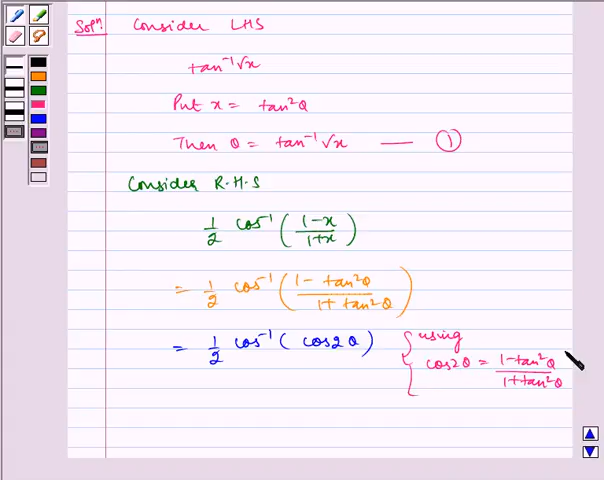 Solⁿ. Consider LHS
tan⁻¹√x
Put x = tan²θ
Then θ = tan⁻¹√x —— ①
Consider R.H.S
1/2 cos⁻¹ ( (1-x)/(1+x) )
= 1/2 cos⁻¹ ( (1 - tan²θ)/(1 + tan²θ) )
= 1/2 cos⁻¹ ( cos2θ )
{ using
cos2θ = (1-tan²θ)/(1+tan²θ)